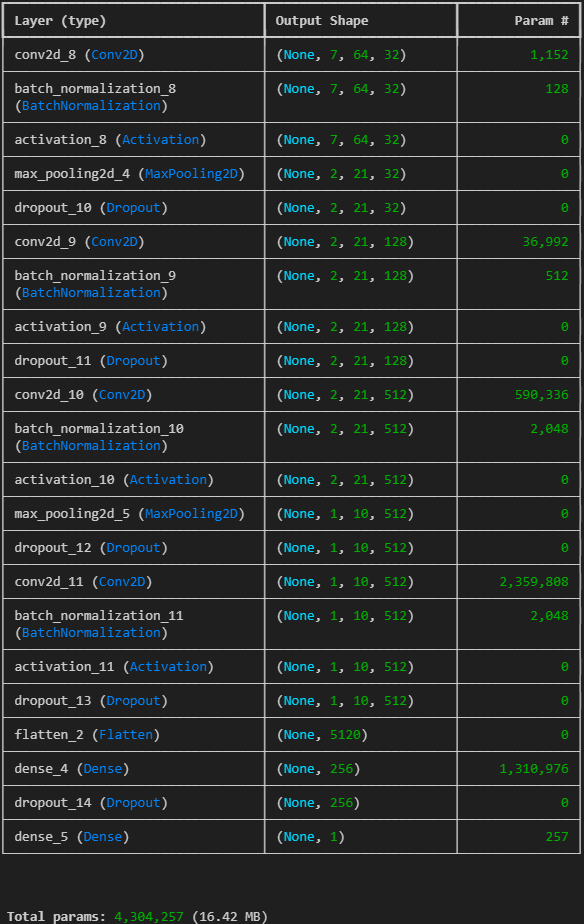 Layer (type) Output Shape Param #
conv2d_8 (Conv2D) (None, 7, 64, 32) 1,152
batch_normalization_8 (None, 7, 64, 32) 128
(BatchNormalization)
activation_8 (Activation) (None, 7, 64, 32) 0
max_pooling2d_4 (MaxPooling2D) (None, 2, 21, 32) 0
dropout_10 (Dropout) (None, 2, 21, 32) 0
conv2d_9 (Conv2D) (None, 2, 21, 128) 36,992
batch_normalization_9 (None, 2, 21, 128) 512
(BatchNormalization)
activation_9 (Activation) (None, 2, 21, 128) 0
dropout_11 (Dropout) (None, 2, 21, 128) 0
conv2d_10 (Conv2D) (None, 2, 21, 512) 590,336
batch_normalization_10 (None, 2, 21, 512) 2,048
(BatchNormalization)
activation_10 (Activation) (None, 2, 21, 512) 0
max_pooling2d_5 (MaxPooling2D) (None, 1, 10, 512) 0
dropout_12 (Dropout) (None, 1, 10, 512) 0
conv2d_11 (Conv2D) (None, 1, 10, 512) 2,359,808
batch_normalization_11 (None, 1, 10, 512) 2,048
(BatchNormalization)
activation_11 (Activation) (None, 1, 10, 512) 0
dropout_13 (Dropout) (None, 1, 10, 512) 0
flatten_2 (Flatten) (None, 5120) 0
dense_4 (Dense) (None, 256) 1,310,976
dropout_14 (Dropout) (None, 256) 0
dense_5 (Dense) (None, 1) 257
Total params: 4,304,257 (16.42 MB)